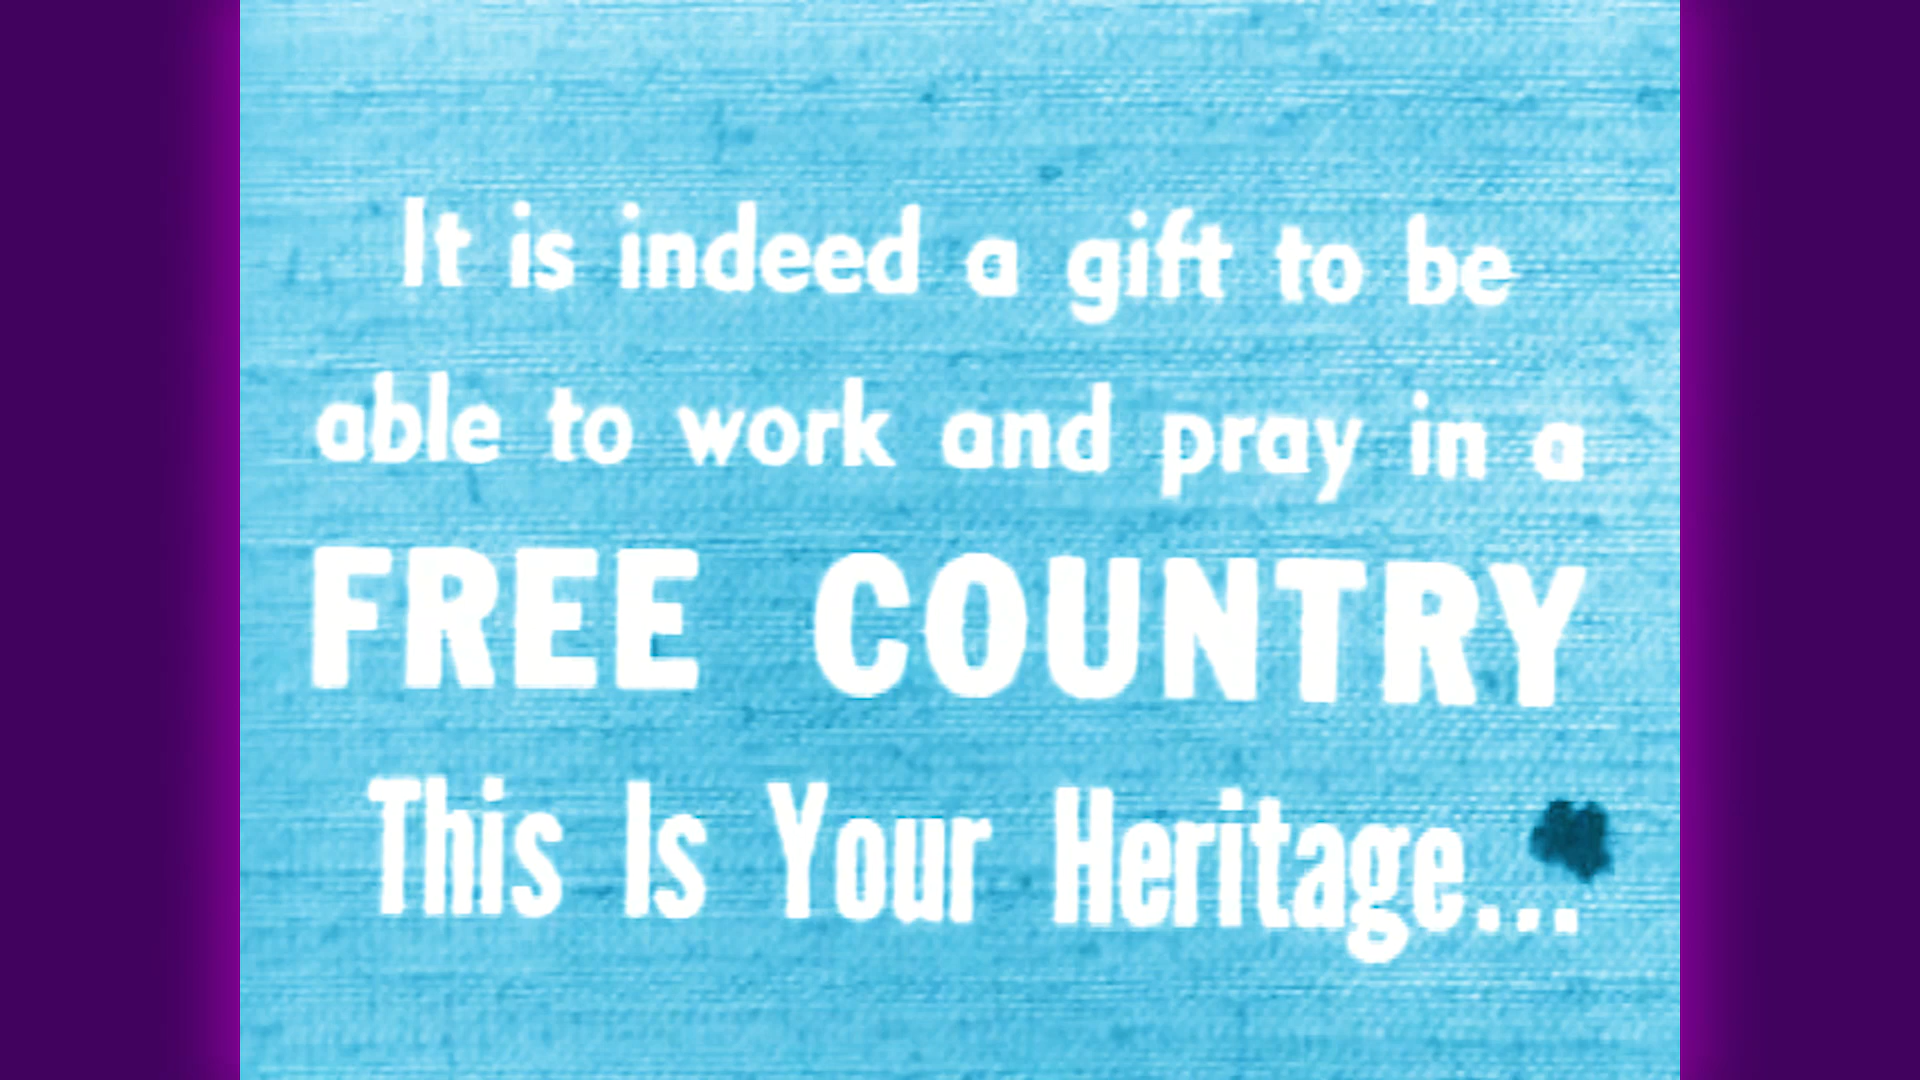 It is indeed a gift to be
able to work and pray in a
FREE COUNTRY
This Is Your Heritage...